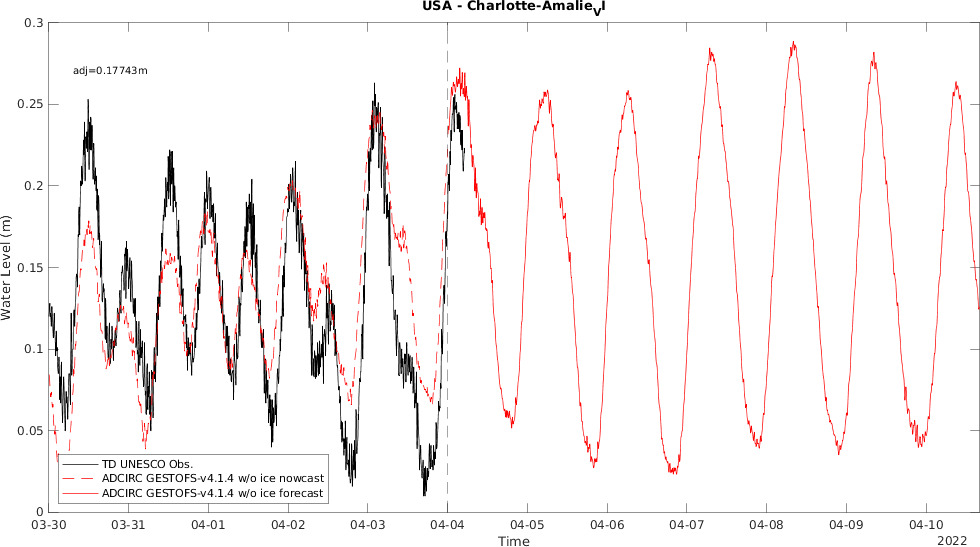 USA - Charlotte-AmalieVI
0.3
adj=0.17743m
0.25
0.2
0.15
Water Level (m)
0.1
0.05
TD UNESCO Obs.
ADCIRC GESTOFS-v4.1.4 w/o ice nowcast
ADCIRC GESTOFS-v4.1.4 w/o ice forecast
0
03-30 03-31 04-01 04-02 04-03 04-04 04-05 04-06 04-07 04-08 04-09 04-10
Time
2022